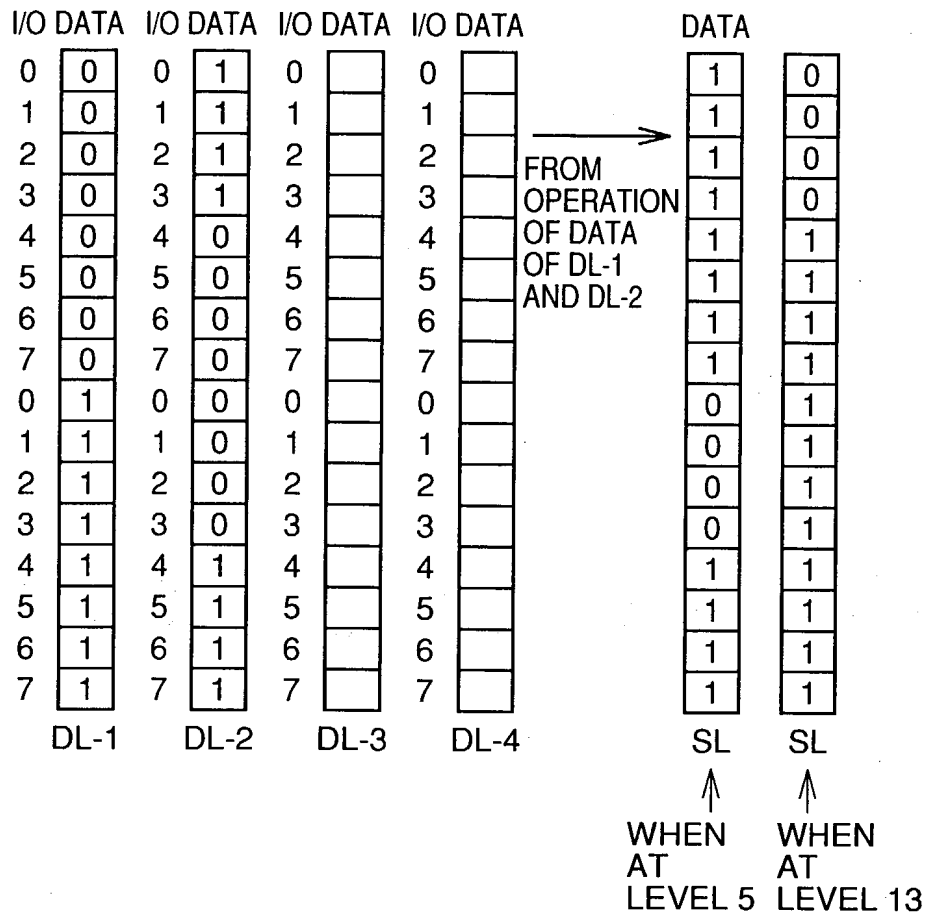 I/O DATA I/O DATA I/O DATA I/O DATA DATA
0 0 0 1 0 0 1 0
1 0 1 1 1 1 1 0
2 0 2 1 2 2 1 0
3 0 3 1 3 3 1 0
4 0 4 0 4 4 1 1
5 0 5 0 5 5 1 1
6 0 6 0 6 6 1 1
7 0 7 0 7 7 1 1
0 1 0 0 0 0 0 1
1 1 1 0 1 1 0 1
2 1 2 0 2 2 0 1
3 1 3 0 3 3 0 1
4 1 4 1 4 4 1 1
5 1 5 1 5 5 1 1
6 1 6 1 6 6 1 1
7 1 7 1 7 7 1 1
DL-1 DL-2 DL-3 DL-4 SL SL
FROM
OPERATION
OF DATA
OF DL-1
AND DL-2
WHEN
AT
LEVEL 5
WHEN
AT
LEVEL 13